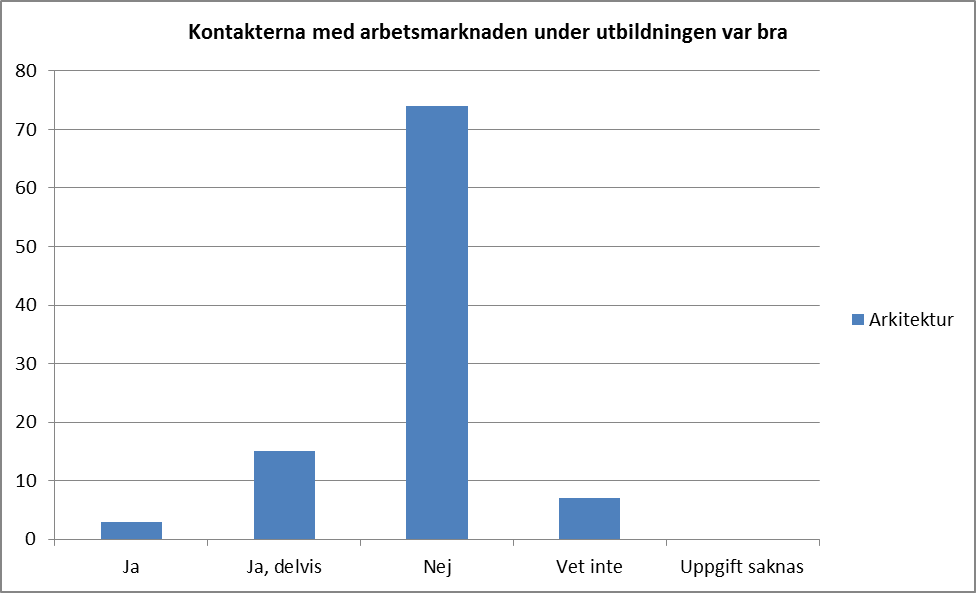 Kontakterna med arbetsmarknaden under utbildningen var bra
80
70
60
50
40
30
20
10
0
Ja
Ja, delvis
Nej
Vet inte
Uppgift saknas
Arkitektur